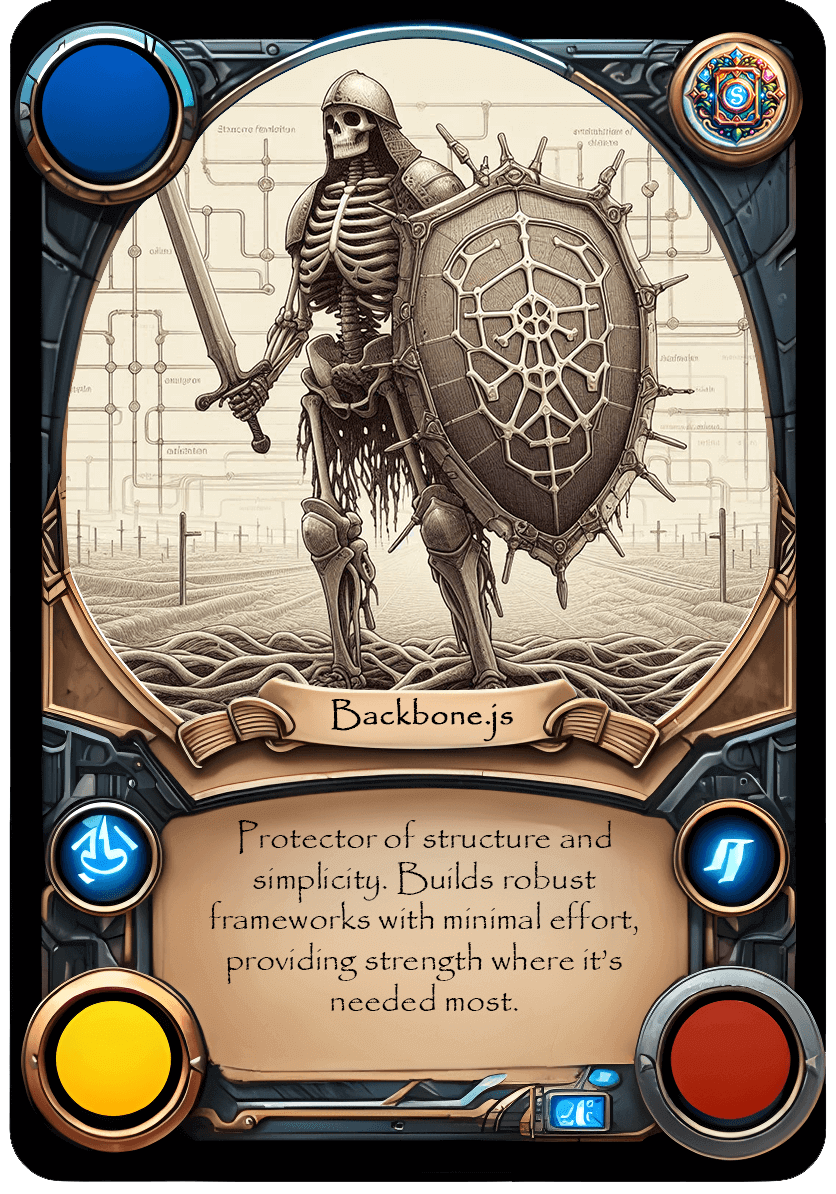 Backbone.js
Protector of structure and
simplicity. Builds robust
frameworks with minimal effort,
providing strength where it's
needed most.